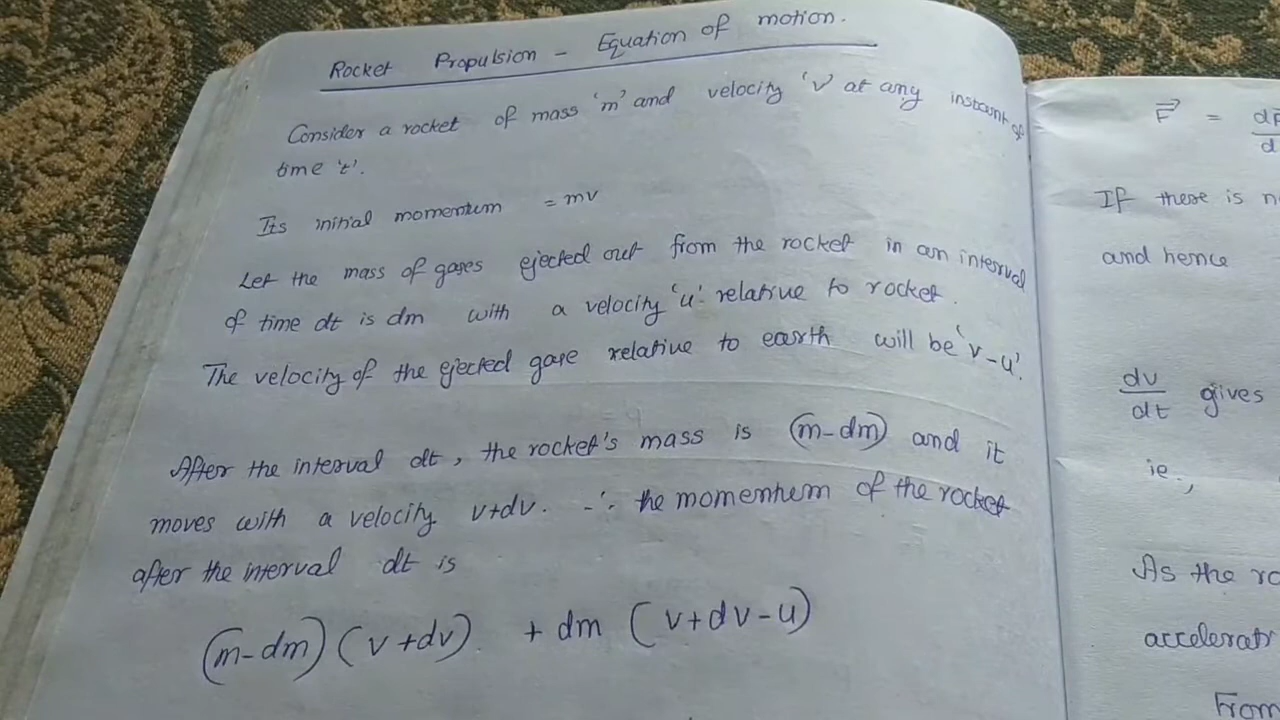 Rocket Propulsion - Equation of motion.
Consider a rocket of mass 'm' and velocity 'v' at any instant of
time 't'.
Its initial momentum = mv
Let the mass of gases ejected out from the rocket in an interval
of time dt is dm with a velocity 'u' relative to rocket.
The velocity of the ejected gase relative to earth will be 'v-u'.
After the interval dt, the rocket's mass is (m-dm) and it
moves with a velocity v+dv. ∴ the momentum of the rocket
after the interval dt is
(m-dm)(v+dv) + dm (v+dv-u)
F⃗ =
If there is
and hence
dv/dt gives
ie.,
As the
From